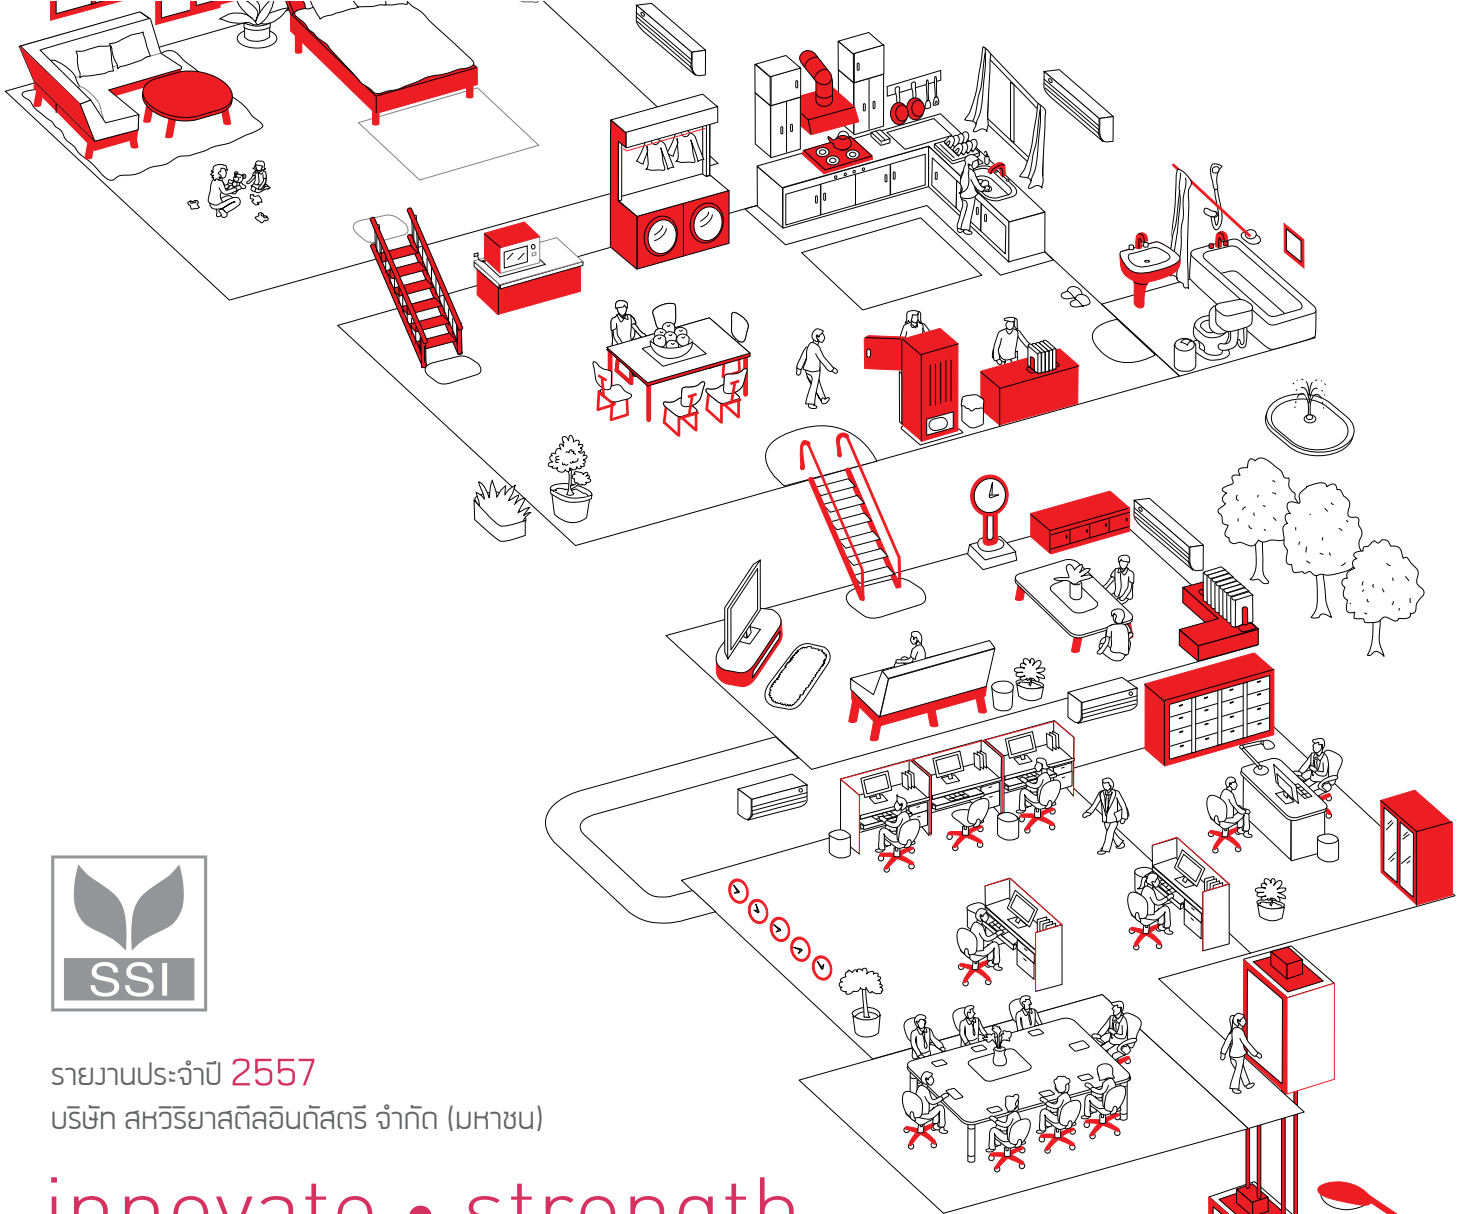 SSI
รายงานประจำปี 2557
บริษัท สหวิริยาสตีลอินดัสตรี จำกัด (มหาชน)
innovate • strength